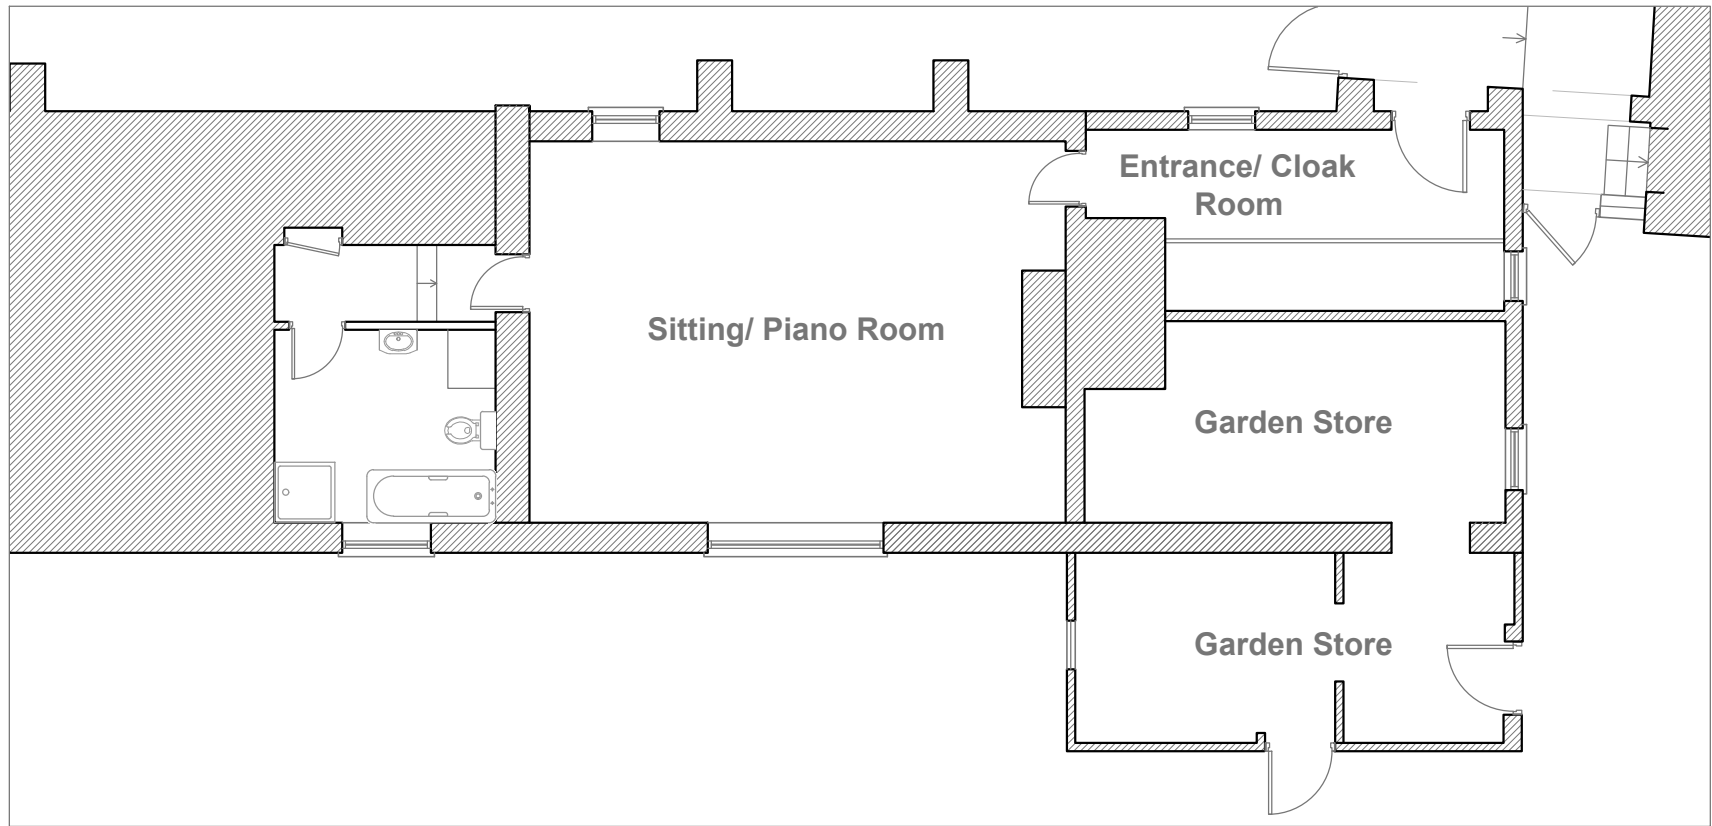 Entrance/ Cloak
Room
Sitting/ Piano Room
Garden Store
Garden Store